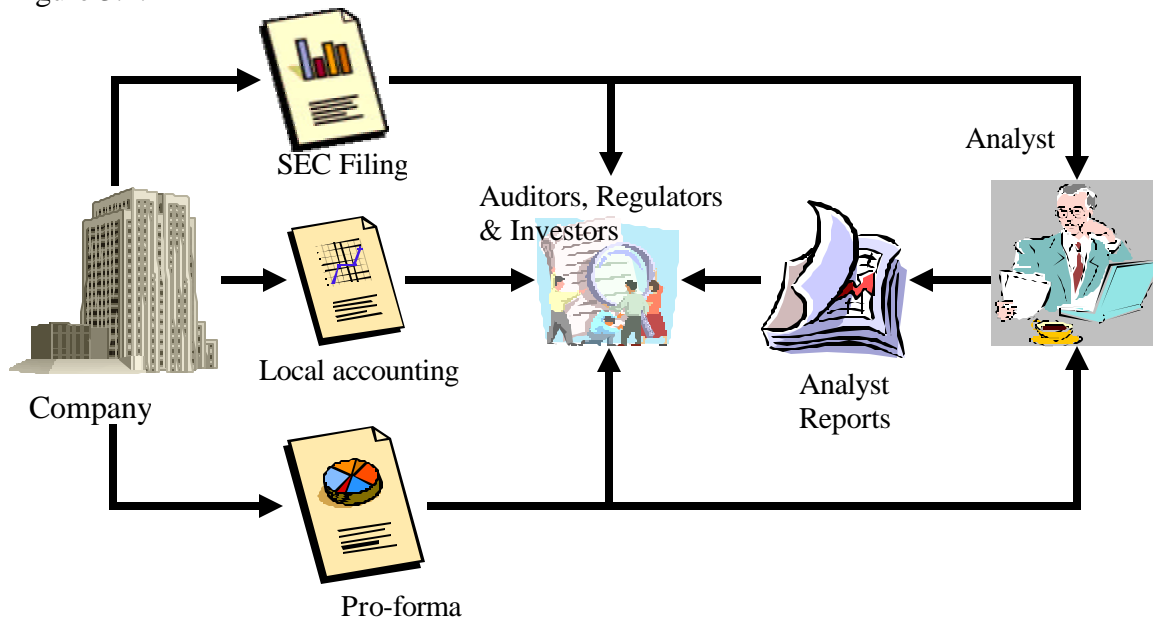 SEC Filing
Analyst
Auditors, Regulators
& Investors
Local accounting
Company
Analyst
Reports
Pro-forma